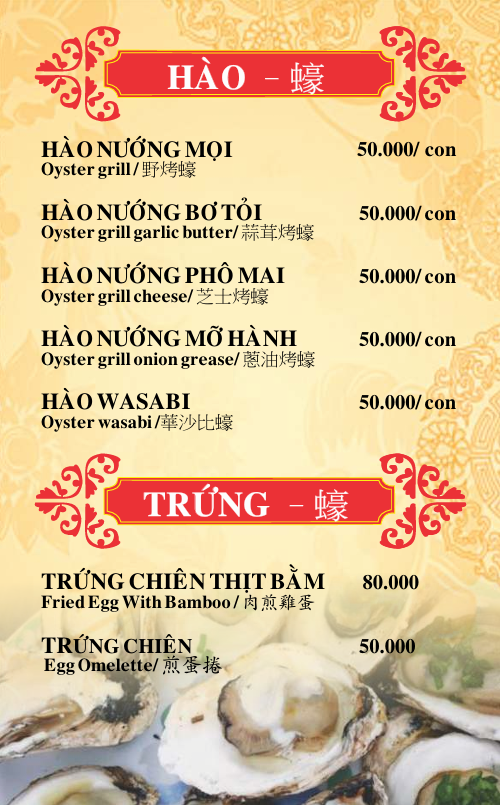 HÀO - 蠔
HÀO NƯỚNG MỌI 50.000/ con
Oyster grill / 野烤蠔
HÀO NƯỚNG BƠ TỎI 50.000/ con
Oyster grill garlic butter/ 蒜茸烤蠔
HÀO NƯỚNG PHÔ MAI 50.000/ con
Oyster grill cheese/ 芝士烤蠔
HÀO NƯỚNG MỠ HÀNH 50.000/ con
Oyster grill onion grease/ 蔥油烤蠔
HÀO WASABI 50.000/ con
Oyster wasabi /華沙比蠔
TRỨNG - 蠔
TRỨNG CHIÊN THỊT BẰM 80.000
Fried Egg With Bamboo / 肉煎雞蛋
TRỨNG CHIÊN 50.000
Egg Omelette/ 煎蛋捲